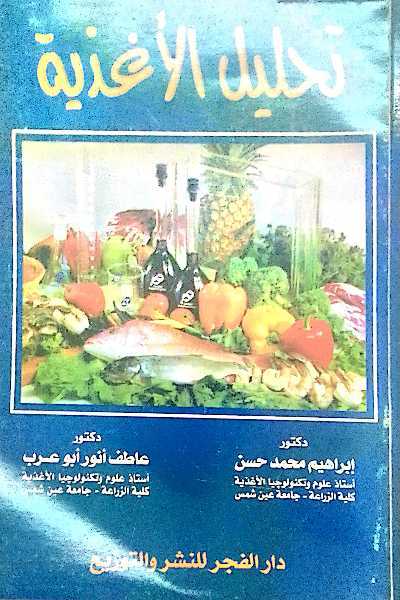 تحليل الأغذية
دكتور
إبراهيم محمد حسن
أستاذ علوم وتكنولوجيا الأغذية
كلية الزراعة - جامعة عين شمس
دكتور
عاطف أنور أبو عرب
أستاذ علوم وتكنولوجيا الأغذية
كلية الزراعة - جامعة عين شمس
دار الفجر للنشر والتوزيع